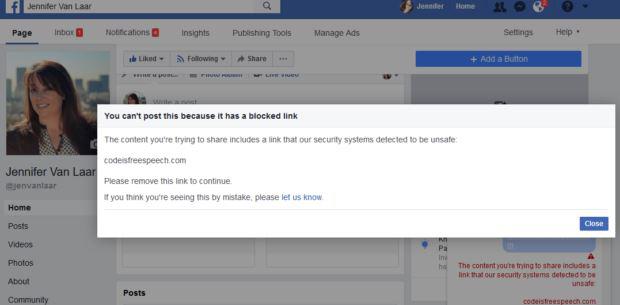 Jennifer Van Laar
Jennifer Home
Page Inbox 1 Notifications 4 Insights Publishing Tools Manage Ads Settings Help
Liked Following Share ...
+ Add a Button
Write a post... Photo Album Live Video
Write a post...
You can't post this because it has a blocked link
The content you're trying to share includes a link that our security systems detected to be unsafe:
codeisfreespeech.com
Please remove this link to continue.
If you think you're seeing this by mistake, please let us know.
Close
Jennifer Van Laar
@jenvanlaar
Home
Posts
Videos
Photos
About
Community
Posts
The content you're trying to share includes a
link that our security systems detected to be
unsafe:
codeisfreespeech.com